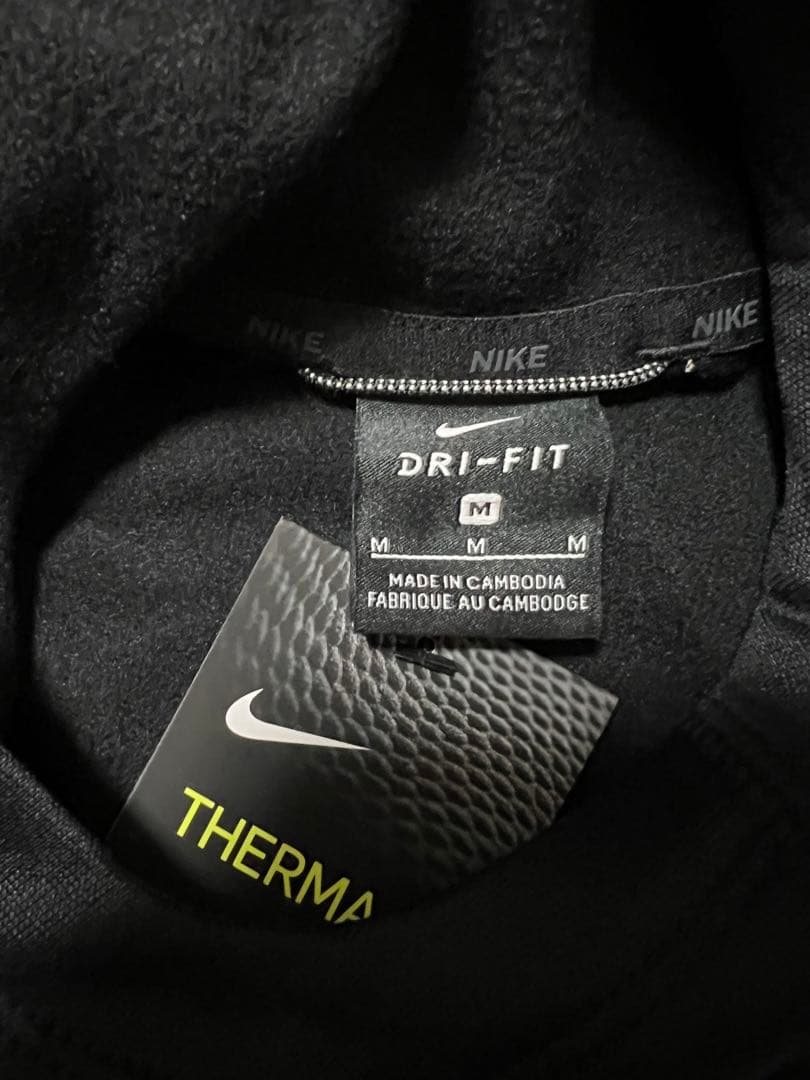 NIKE NIKE NIKE
DRI-FIT
M
M M M
MADE IN CAMBODIA
FABRIQUE AU CAMBODGE
THERMA